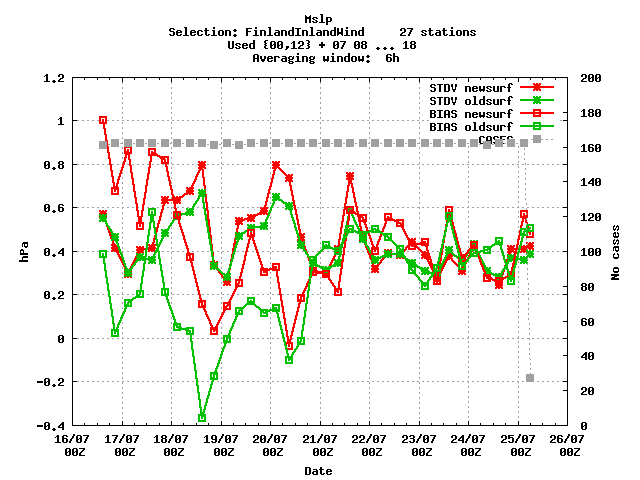 Mslp
Selection: FinlandInlandWind 27 stations
Used {00,12} + 07 08 ... 18
Averaging window: 6h
STDV newsurf
STDV oldsurf
BIAS newsurf
BIAS oldsurf
CASES
1.2
1
0.8
0.6
0.4
0.2
0
-0.2
-0.4
hPa
200
180
160
140
120
100
80
60
40
20
0
No cases
16/07 17/07 18/07 19/07 20/07 21/07 22/07 23/07 24/07 25/07 26/07
00Z 00Z 00Z 00Z 00Z 00Z 00Z 00Z 00Z 00Z 00Z
Date